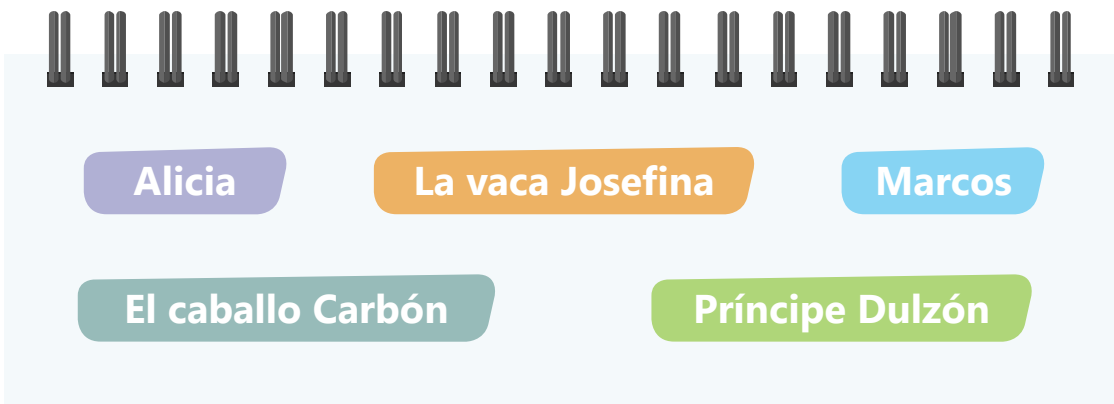 Alicia
La vaca Josefina
Marcos
El caballo Carbón
Príncipe Dulzón